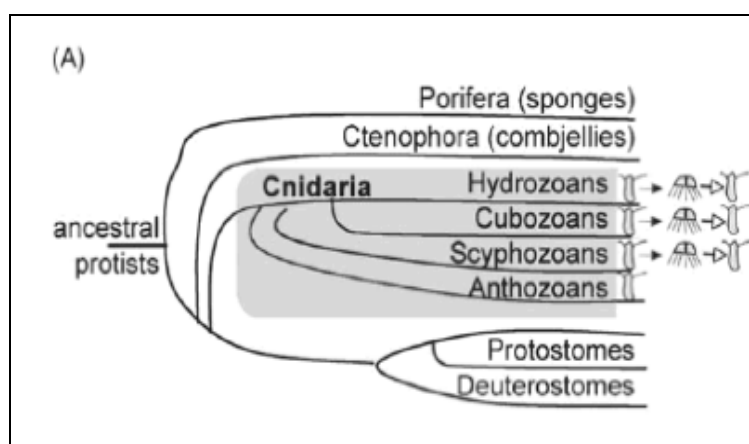 (A)
Porifera (sponges)
Ctenophora (combjellies)
Cnidaria
Hydrozoans
Cubozoans
Scyphozoans
Anthozoans
ancestral
protists
Protostomes
Deuterostomes